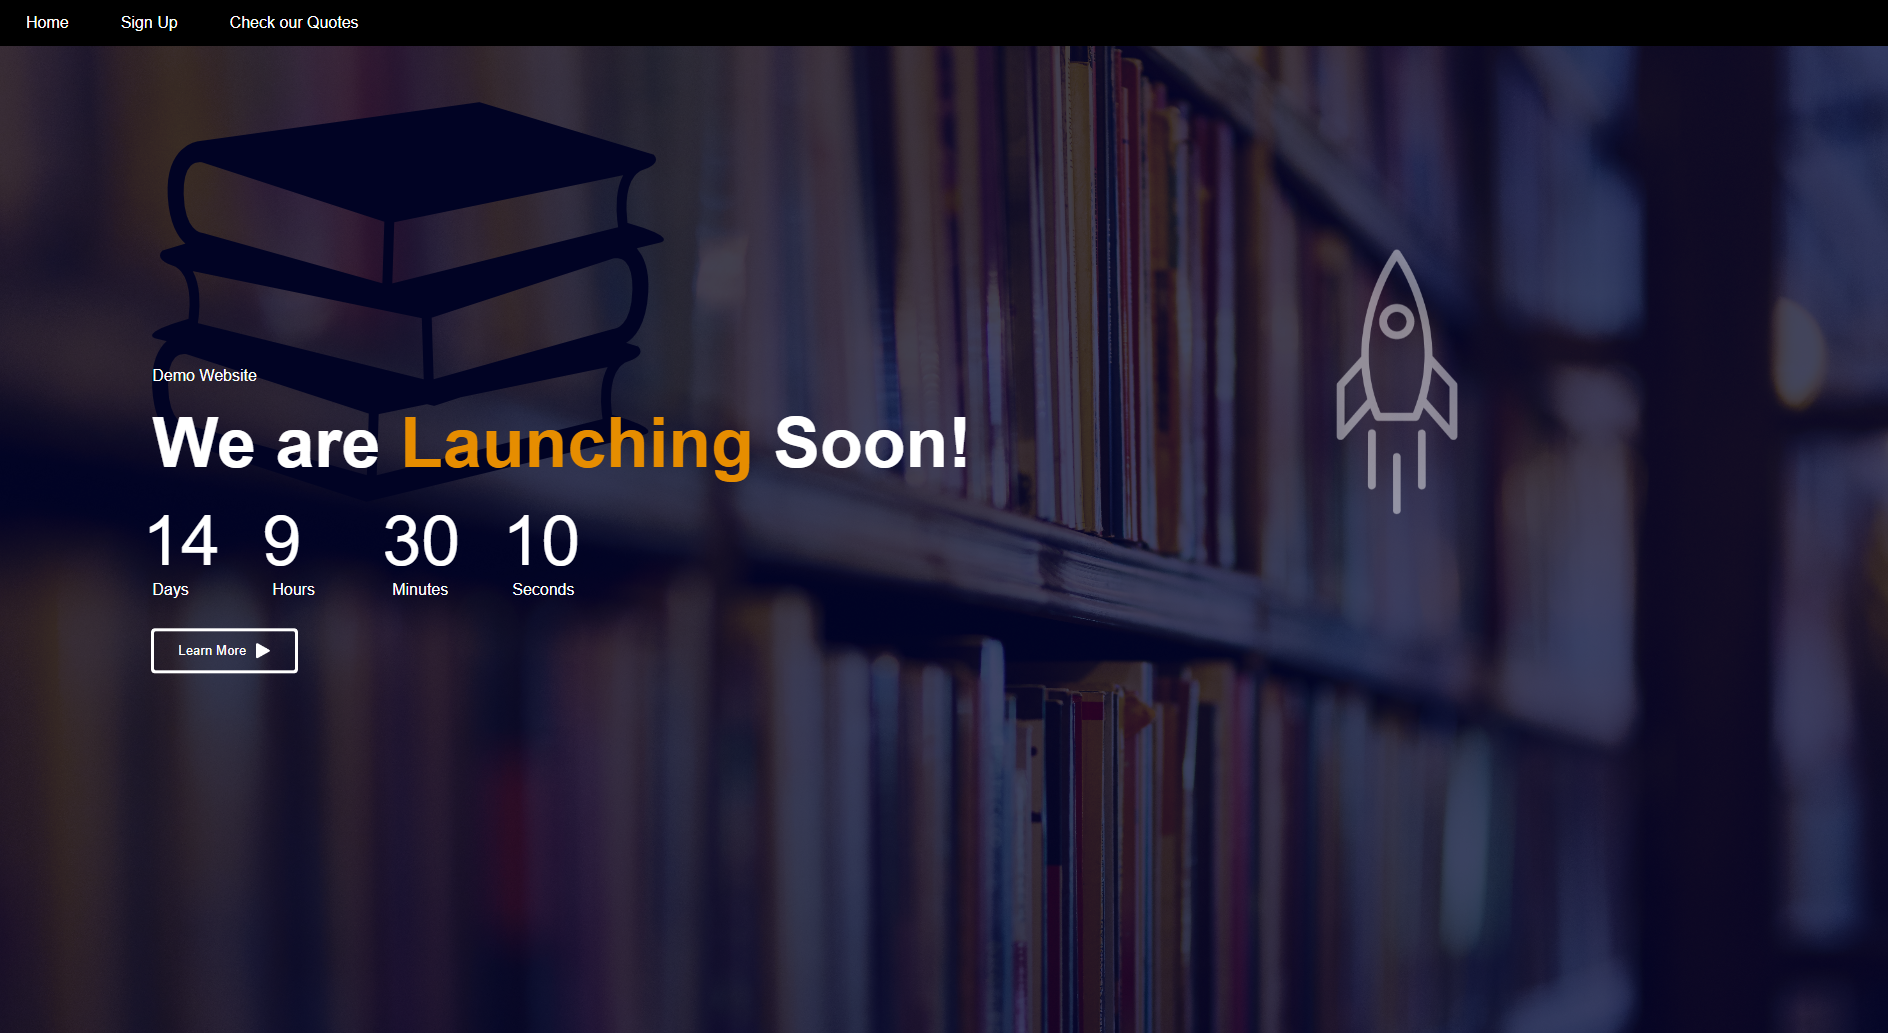 Home Sign Up Check our Quotes
Demo Website
We are Launching Soon!
14 9 30 10
Days Hours Minutes Seconds
Learn More